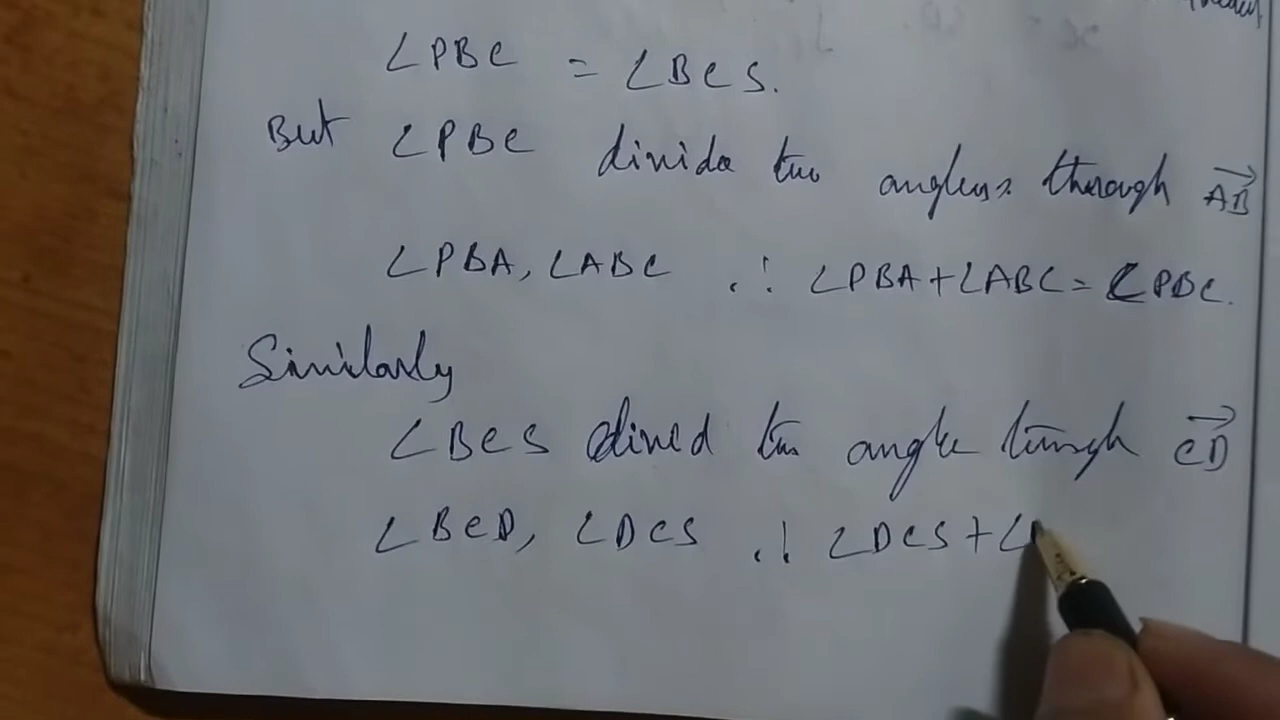 ∠PBC = ∠BCS.
But ∠PBC divide two angles through AB
∠PBA, ∠ABC ∴ ∠PBA+∠ABC= ∠PBC.
Similarly
∠BCS divied two angle through CD
∠BCD, ∠DCS ∴ ∠DCS+∠